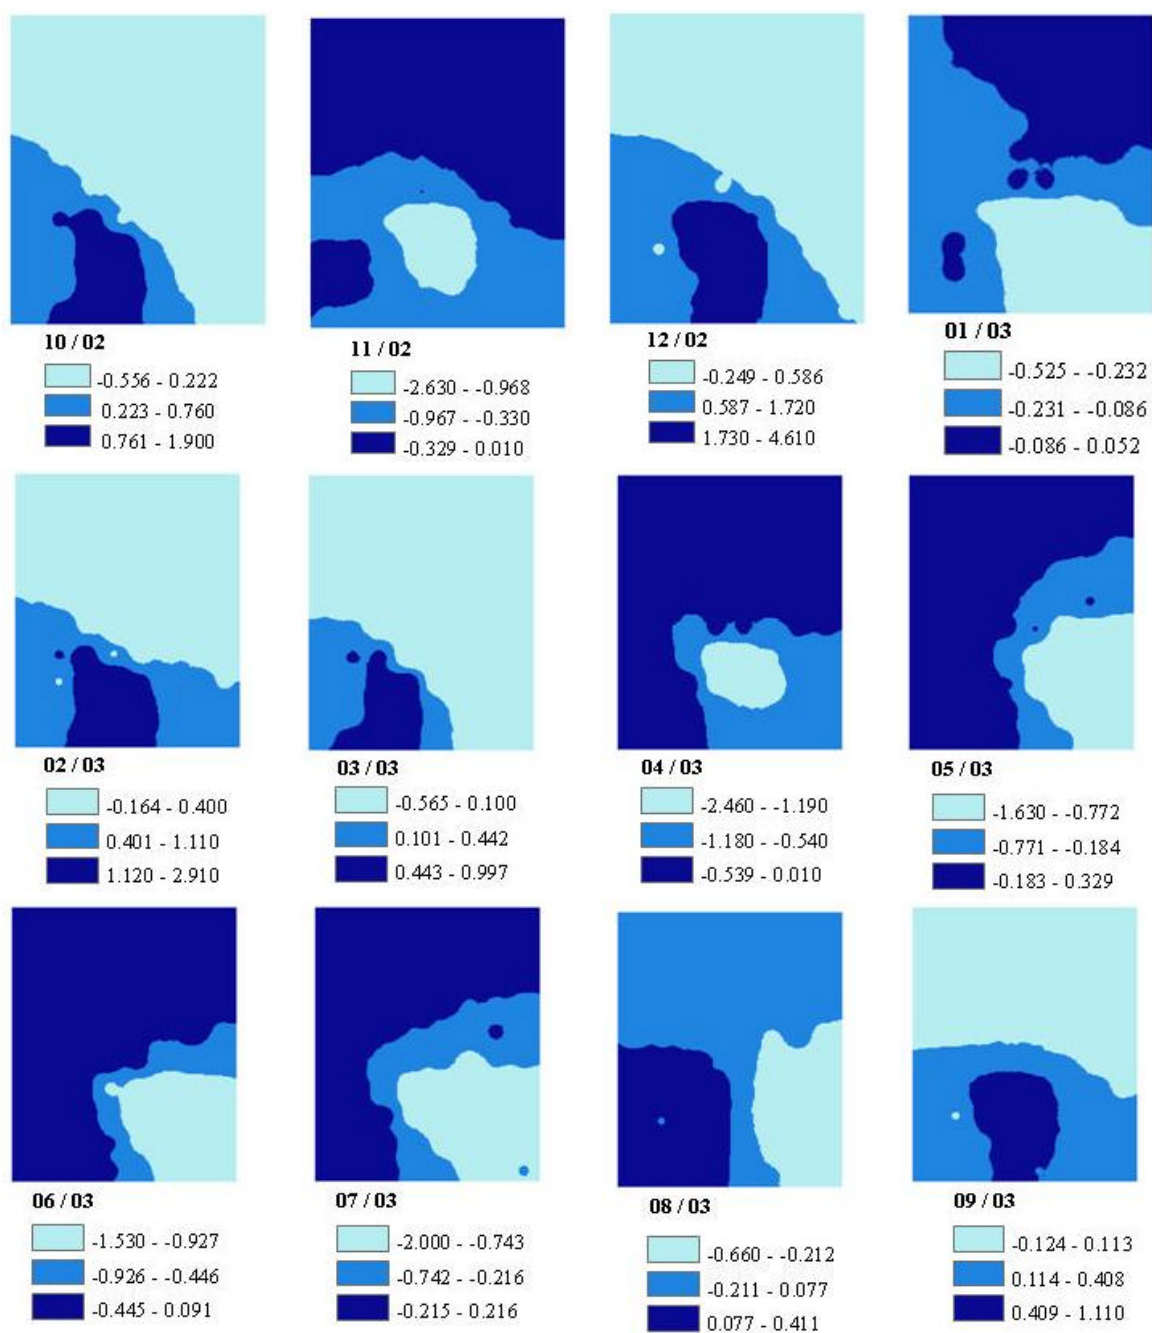 10 / 02
-0.556 - 0.222
0.223 - 0.760
0.761 - 1.900
11 / 02
-2.630 - -0.968
-0.967 - -0.330
-0.329 - 0.010
12 / 02
-0.249 - 0.586
0.587 - 1.720
1.730 - 4.610
01 / 03
-0.525 - -0.232
-0.231 - -0.086
-0.086 - 0.052
02 / 03
-0.164 - 0.400
0.401 - 1.110
1.120 - 2.910
03 / 03
-0.565 - 0.100
0.101 - 0.442
0.443 - 0.997
04 / 03
-2.460 - -1.190
-1.180 - -0.540
-0.539 - 0.010
05 / 03
-1.630 - -0.772
-0.771 - -0.184
-0.183 - 0.329
06 / 03
-1.530 - -0.927
-0.926 - -0.446
-0.445 - 0.091
07 / 03
-2.000 - -0.743
-0.742 - -0.216
-0.215 - 0.216
08 / 03
-0.660 - -0.212
-0.211 - 0.077
0.077 - 0.411
09 / 03
-0.124 - 0.113
0.114 - 0.408
0.409 - 1.110